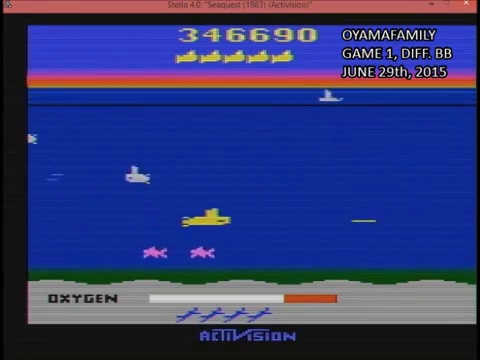 Stella 4.0: "Seaquest (1983) (Activision)"
346690
OYAMAFAMILY
GAME 1, DIFF. BB
JUNE 29th, 2015
OXYGEN
ACTIVISION